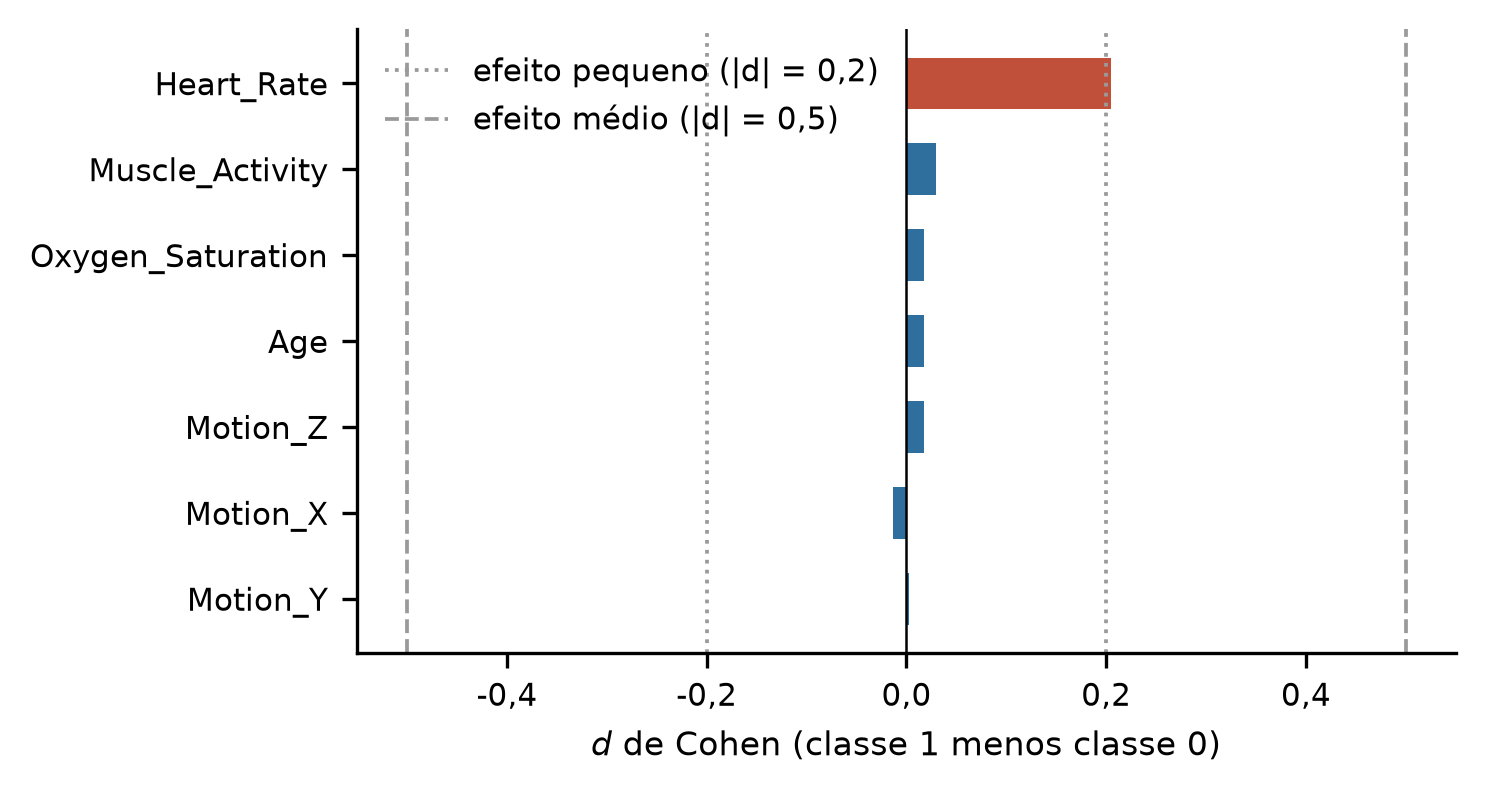 efeito pequeno (|d| = 0,2)
efeito médio (|d| = 0,5)
Heart_Rate
Muscle_Activity
Oxygen_Saturation
Age
Motion_Z
Motion_X
Motion_Y
-0,4 -0,2 0,0 0,2 0,4
d de Cohen (classe 1 menos classe 0)